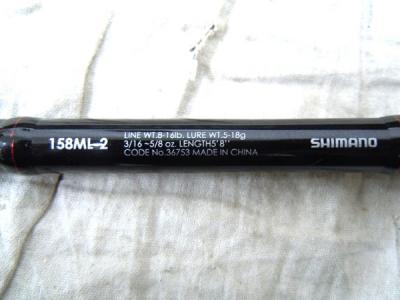 158ML-2
LINE WT.8-16lb. LURE WT.5-18g
3/16 ~5/8 oz. LENGTH5'8''
CODE No.36753 MADE IN CHINA
SHIMANO